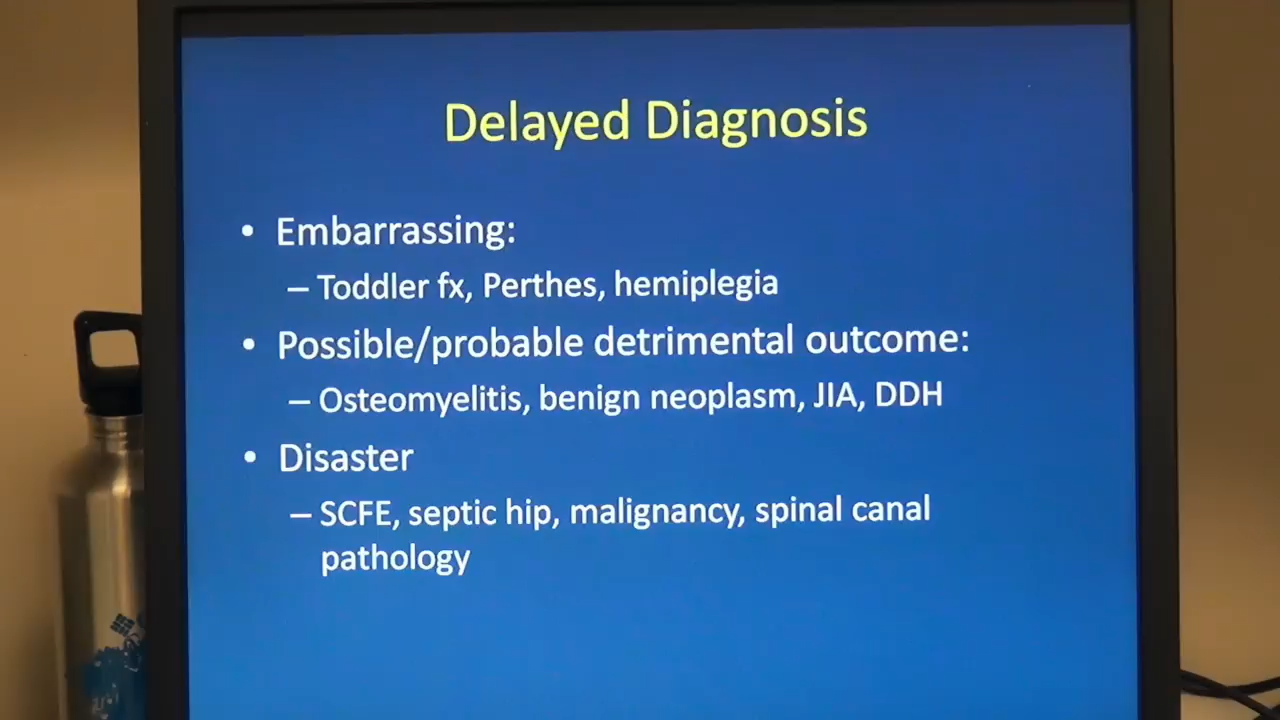 Delayed Diagnosis
• Embarrassing:
– Toddler fx, Perthes, hemiplegia
• Possible/probable detrimental outcome:
– Osteomyelitis, benign neoplasm, JIA, DDH
• Disaster
– SCFE, septic hip, malignancy, spinal canal
pathology